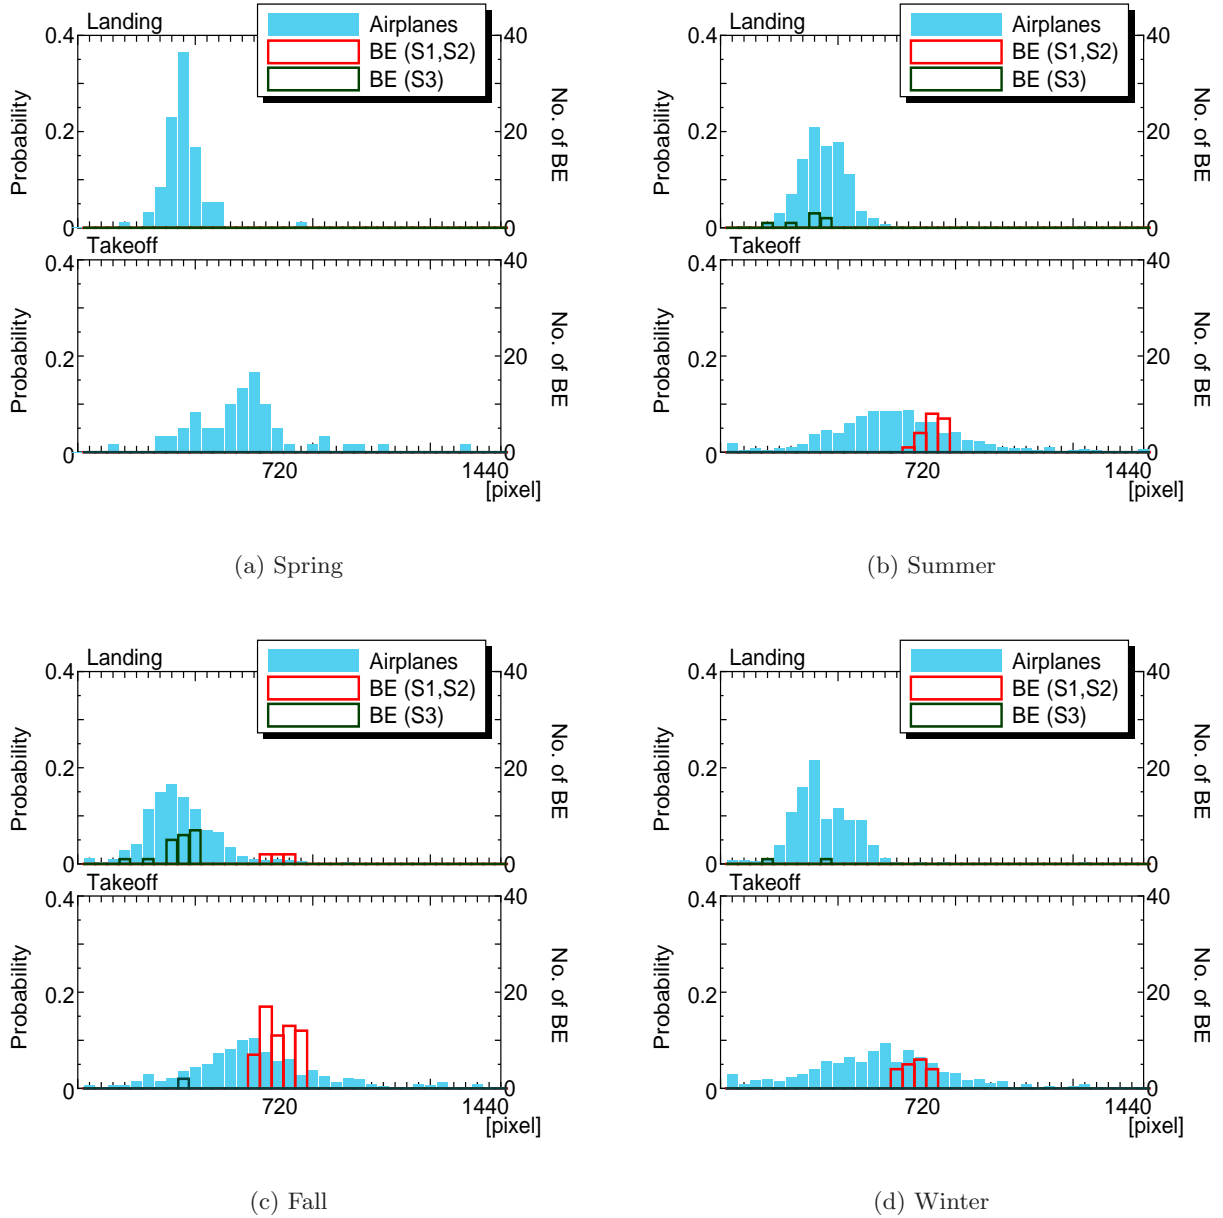 Landing
Airplanes
BE (S1,S2)
BE (S3)
0.4
0.2
0
Probability
40
20
0
No. of BE
Takeoff
0.4
0.2
0
Probability
40
20
0
No. of BE
720
1440
[pixel]
(a) Spring
Landing
Airplanes
BE (S1,S2)
BE (S3)
0.4
0.2
0
Probability
40
20
0
No. of BE
Takeoff
0.4
0.2
0
Probability
40
20
0
No. of BE
720
1440
[pixel]
(b) Summer
Landing
Airplanes
BE (S1,S2)
BE (S3)
0.4
0.2
0
Probability
40
20
0
No. of BE
Takeoff
0.4
0.2
0
Probability
40
20
0
No. of BE
720
1440
[pixel]
(c) Fall
Landing
Airplanes
BE (S1,S2)
BE (S3)
0.4
0.2
0
Probability
40
20
0
No. of BE
Takeoff
0.4
0.2
0
Probability
40
20
0
No. of BE
720
1440
[pixel]
(d) Winter